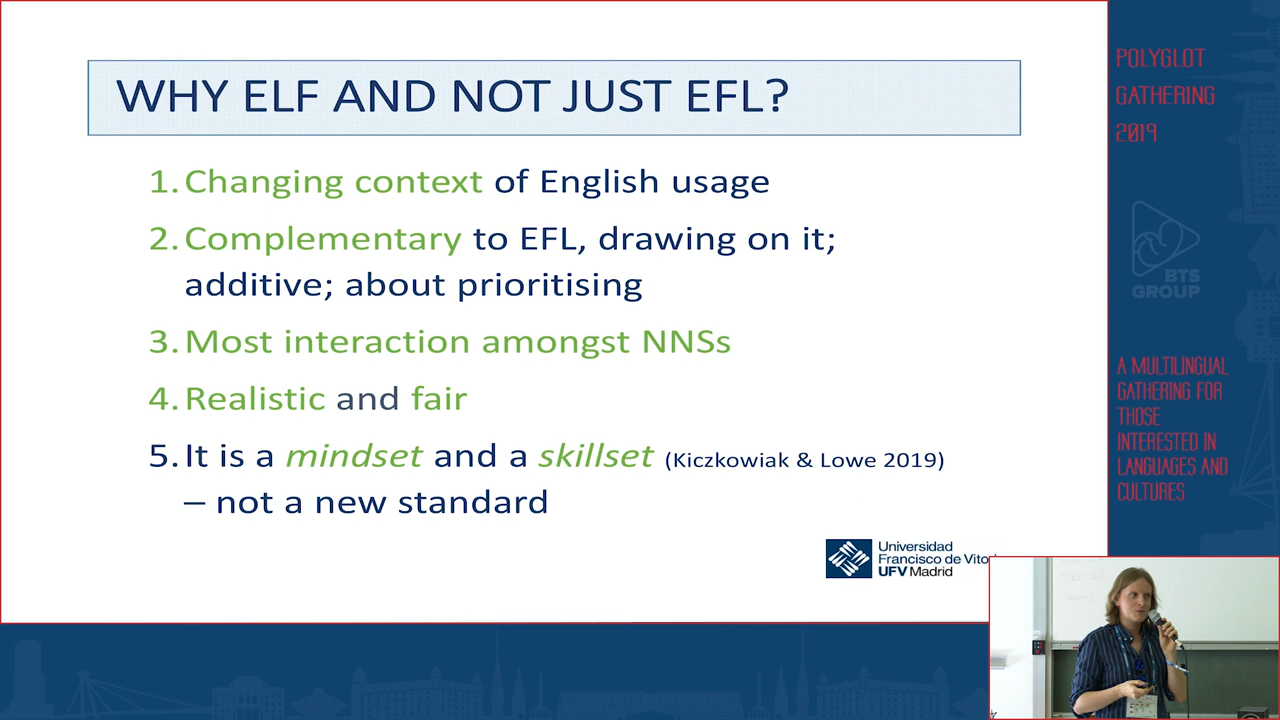 WHY ELF AND NOT JUST EFL?
1. Changing context of English usage
2. Complementary to EFL, drawing on it;
additive; about prioritising
3. Most interaction amongst NNSs
4. Realistic and fair
5. It is a mindset and a skillset (Kiczkowiak & Lowe 2019)
– not a new standard
Universidad
Francisco de Vito
UFV Madrid
POLYGLOT
GATHERING
2019
BTS
GROUP
A MULTILINGUAL
GATHERING FOR
THOSE
INTERESTED IN
LANGUAGES AND
CULTURES